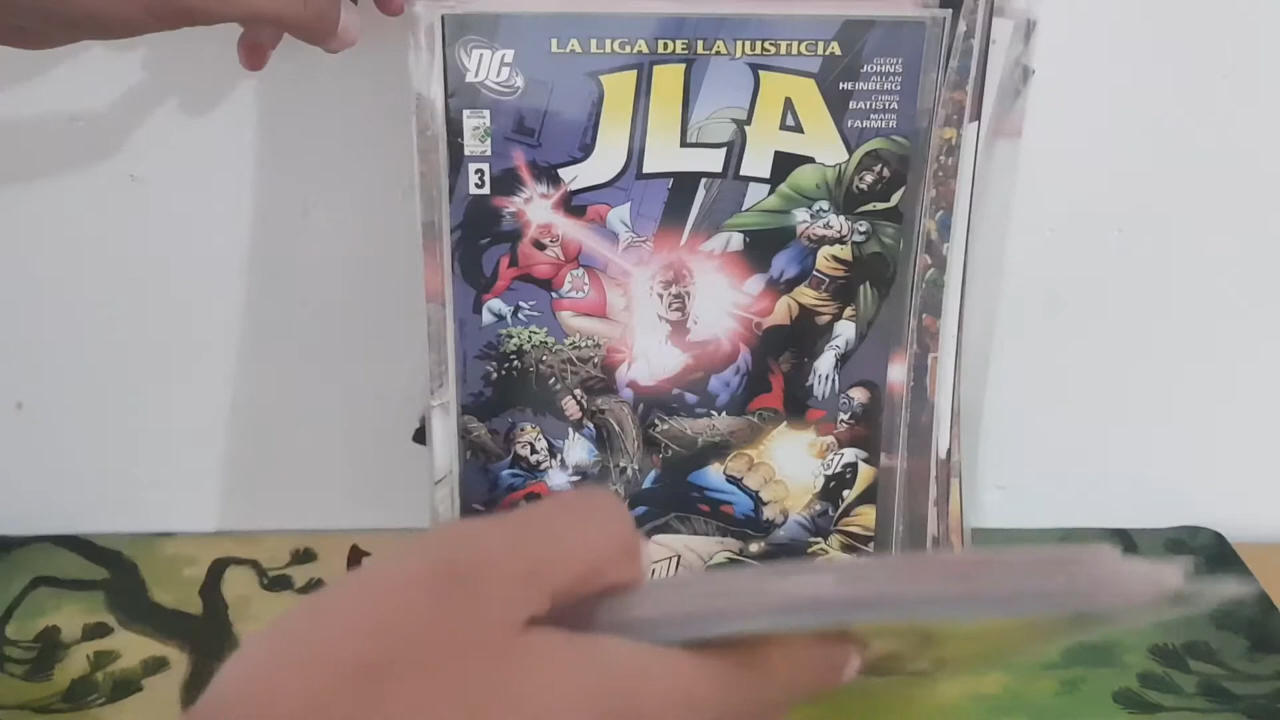 LA LIGA DE LA JUSTICIA
DC
JLA
GEOFF
JOHNS
ALLAN
HEINBERG
CHRIS
BATISTA
MARK
FARMER
3